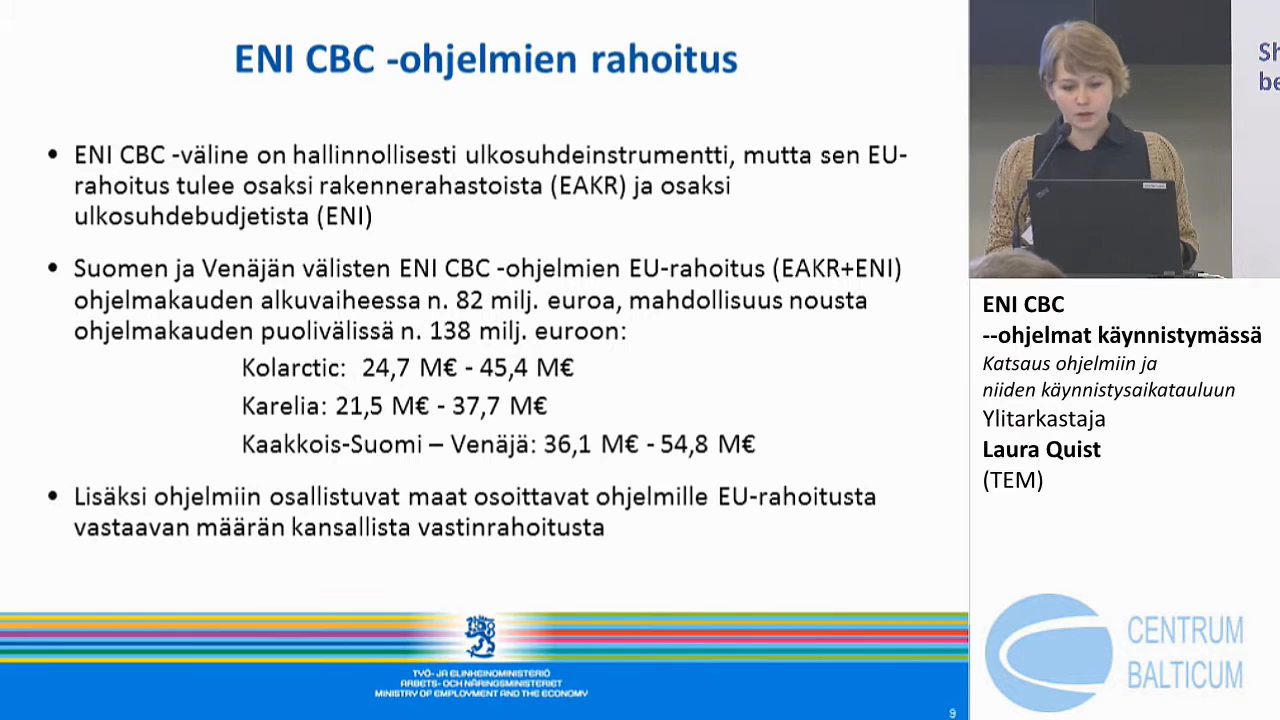 ENI CBC -ohjelmien rahoitus
• ENI CBC -väline on hallinnollisesti ulkosuhdeinstrumentti, mutta sen EU-
rahoitus tulee osaksi rakennerahastoista (EAKR) ja osaksi
ulkosuhdebudjetista (ENI)
• Suomen ja Venäjän välisten ENI CBC -ohjelmien EU-rahoitus (EAKR+ENI)
ohjelmakauden alkuvaiheessa n. 82 milj. euroa, mahdollisuus nousta
ohjelmakauden puolivälissä n. 138 milj. euroon:
Kolarctic: 24,7 M€ - 45,4 M€
Karelia: 21,5 M€ - 37,7 M€
Kaakkois-Suomi – Venäjä: 36,1 M€ - 54,8 M€
• Lisäksi ohjelmiin osallistuvat maat osoittavat ohjelmille EU-rahoitusta
vastaavan määrän kansallista vastinrahoitusta
TYÖ- JA ELINKEINOMINISTERIÖ
ARBETS- OCH NÄRINGSMINISTERIET
MINISTRY OF EMPLOYMENT AND THE ECONOMY
9
Sh
be
ENI CBC
--ohjelmat käynnistymässä
Katsaus ohjelmiin ja
niiden käynnistysaikatauluun
Ylitarkastaja
Laura Quist
(TEM)
CENTRUM
BALTICUM